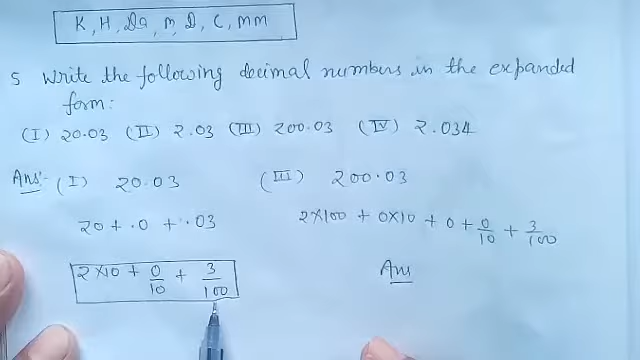 K, H, Da, m, D, C, mm
5 Write the following decimal numbers in the expanded
form:
(I) 20.03 (II) 2.03 (III) 200.03 (IV) 2.034
Ans:- (I) 20.03 (III) 200.03
20 + .0 + .03 2×100 + 0×10 + 0 + 0/10 + 3/100
2×10 + 0/10 + 3/100 Ans